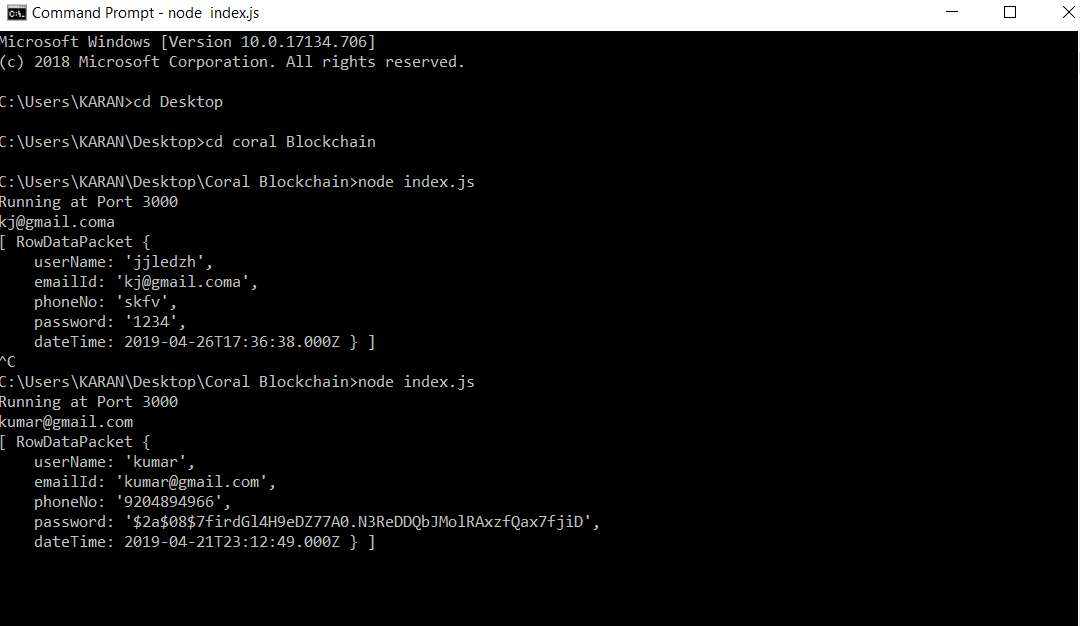 Command Prompt - node  index.js
Microsoft Windows [Version 10.0.17134.706]
(c) 2018 Microsoft Corporation. All rights reserved.
C:\Users\KARAN>cd Desktop
C:\Users\KARAN\Desktop>cd coral Blockchain
C:\Users\KARAN\Desktop\Coral Blockchain>node index.js
Running at Port 3000
kj@gmail.coma
[ RowDataPacket {
    userName: 'jjledzh',
    emailId: 'kj@gmail.coma',
    phoneNo: 'skfv',
    password: '1234',
    dateTime: 2019-04-26T17:36:38.000Z } ]
^C
C:\Users\KARAN\Desktop\Coral Blockchain>node index.js
Running at Port 3000
kumar@gmail.com
[ RowDataPacket {
    userName: 'kumar',
    emailId: 'kumar@gmail.com',
    phoneNo: '9204894966',
    password: '$2a$08$7firdGl4H9eDZ77A0.N3ReDDQbJMolRAxzfQax7fjiD',
    dateTime: 2019-04-21T23:12:49.000Z } ]